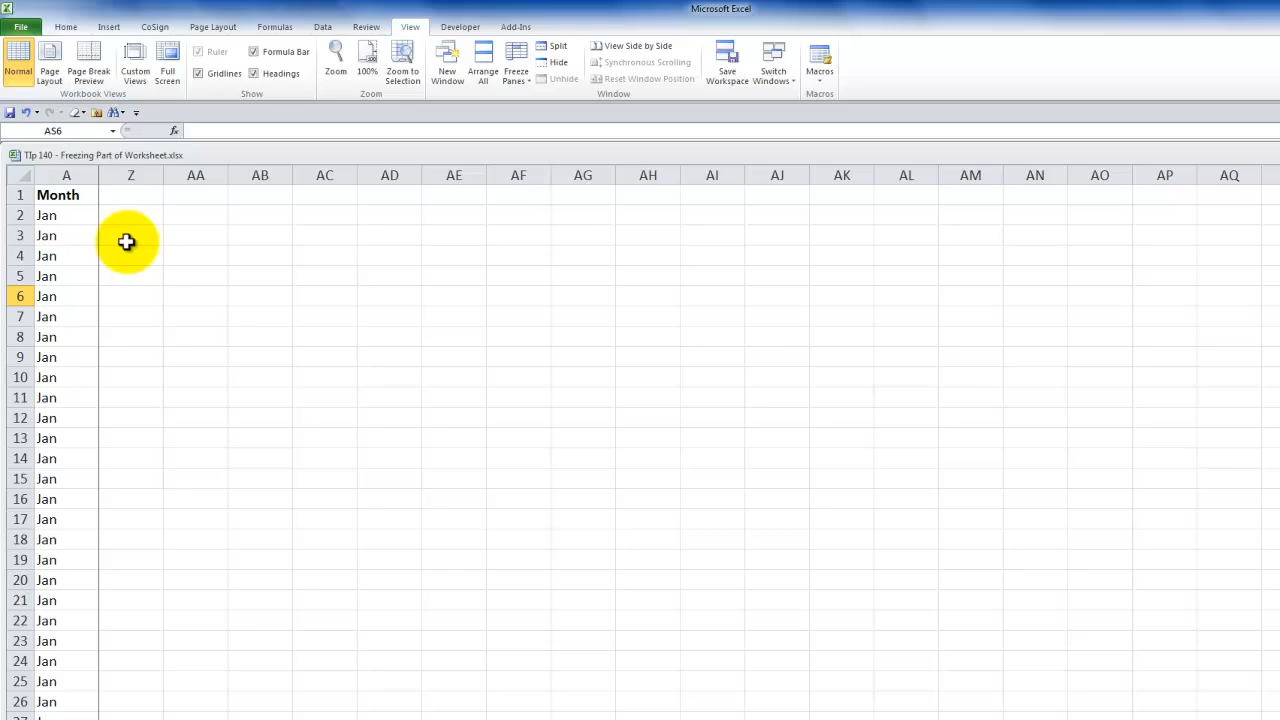 Microsoft Excel
File Home Insert CoSign Page Layout Formulas Data Review View Developer Add-Ins
Normal Page Layout Page Break Preview Custom Views Full Screen
Workbook Views
Ruler Formula Bar
Gridlines Headings
Show
Zoom 100% Zoom to Selection
Zoom
New Window Arrange All Freeze Panes
Split View Side by Side
Hide Synchronous Scrolling
Unhide Reset Window Position
Save Workspace Switch Windows
Window
Macros
Macros
AS6 fx
TIp 140 - Freezing Part of Worksheet.xlsx
A Z AA AB AC AD AE AF AG AH AI AJ AK AL AM AN AO AP AQ
1 Month
2 Jan
3 Jan
4 Jan
5 Jan
6 Jan
7 Jan
8 Jan
9 Jan
10 Jan
11 Jan
12 Jan
13 Jan
14 Jan
15 Jan
16 Jan
17 Jan
18 Jan
19 Jan
20 Jan
21 Jan
22 Jan
23 Jan
24 Jan
25 Jan
26 Jan